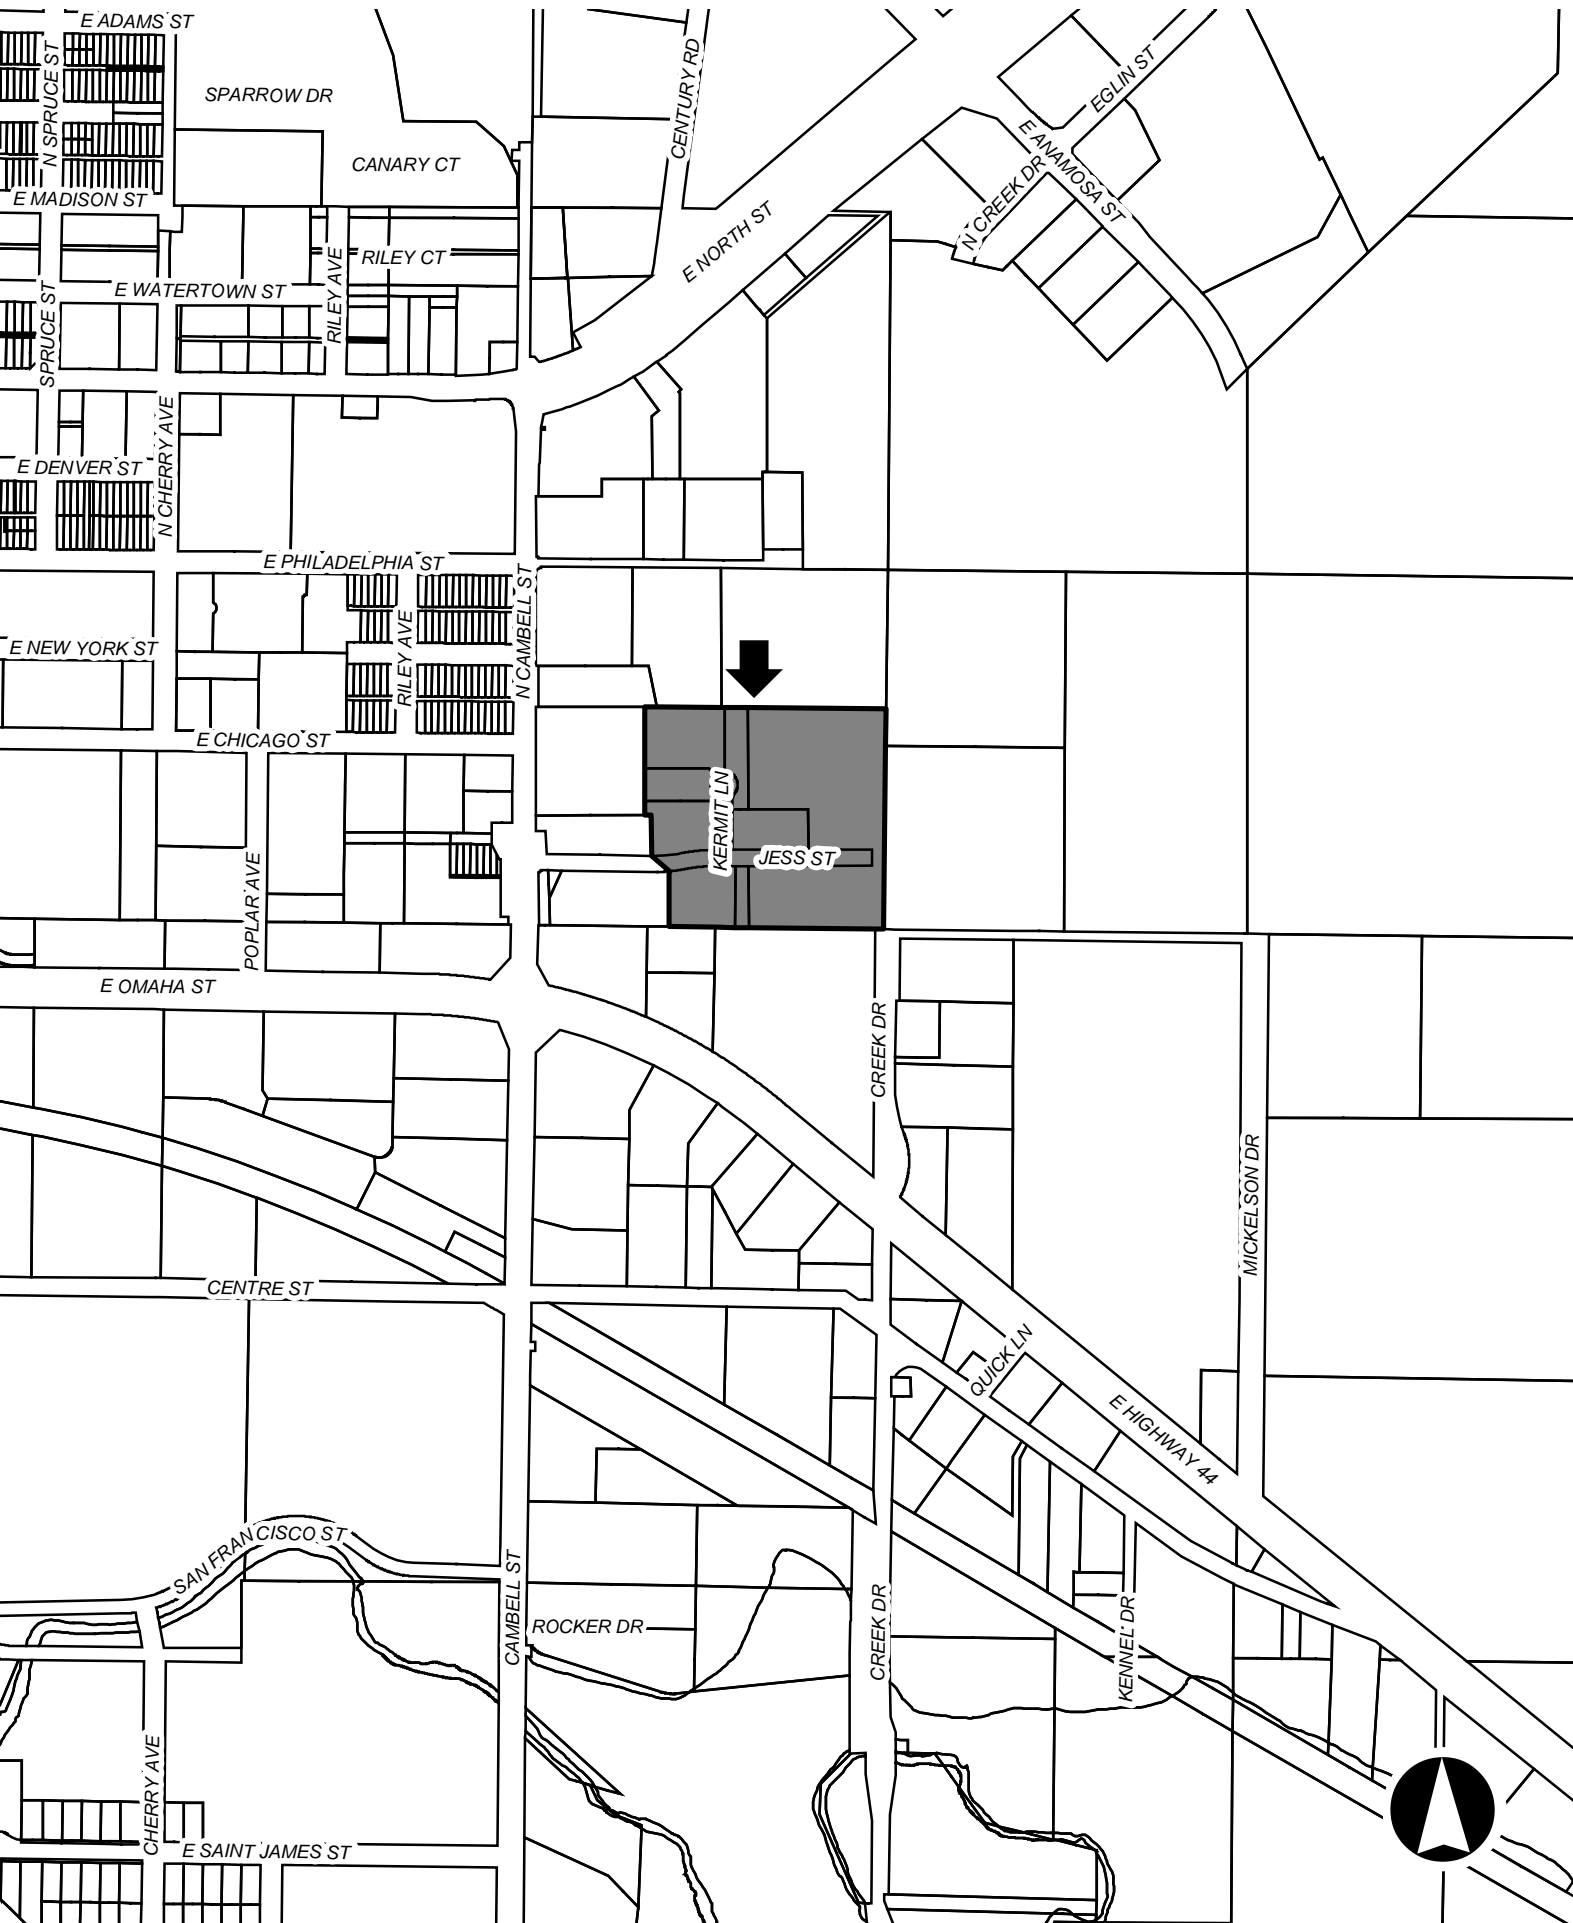 E ADAMS ST
N SPRUCE ST
SPARROW DR
CENTURY RD
EGLIN ST
CANARY CT
E ANAMOSA ST
E MADISON ST
N CREEK DR
E NORTH ST
RILEY CT
RILEY AVE
E WATERTOWN ST
SPRUCE ST
N CHERRY AVE
E DENVER ST
E PHILADELPHIA ST
N CAMBELL ST
RILEY AVE
E NEW YORK ST
E CHICAGO ST
KERMIT LN
JESS ST
POPLAR AVE
E OMAHA ST
CREEK DR
MICKELSON DR
CENTRE ST
QUICK LN
E HIGHWAY 44
SAN FRANCISCO ST
CAMBELL ST
ROCKER DR
CREEK DR
KENNEL DR
CHERRY AVE
E SAINT JAMES ST